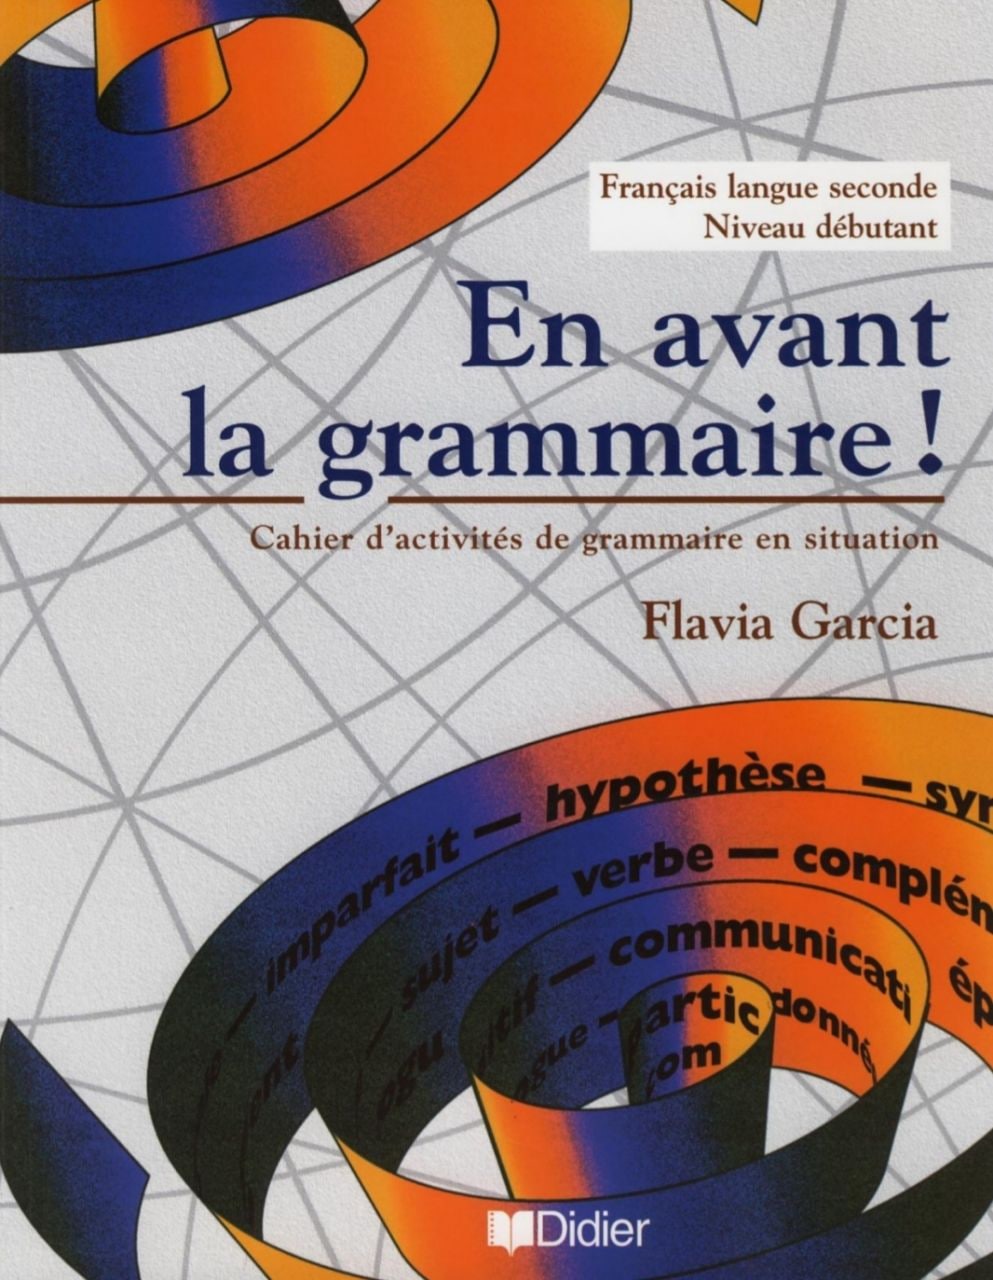 Français langue seconde
Niveau débutant
En avant
la grammaire !
Cahier d'activités de grammaire en situation
Flavia Garcia
imparfait — hypothèse —
sujet — verbe —
Didier